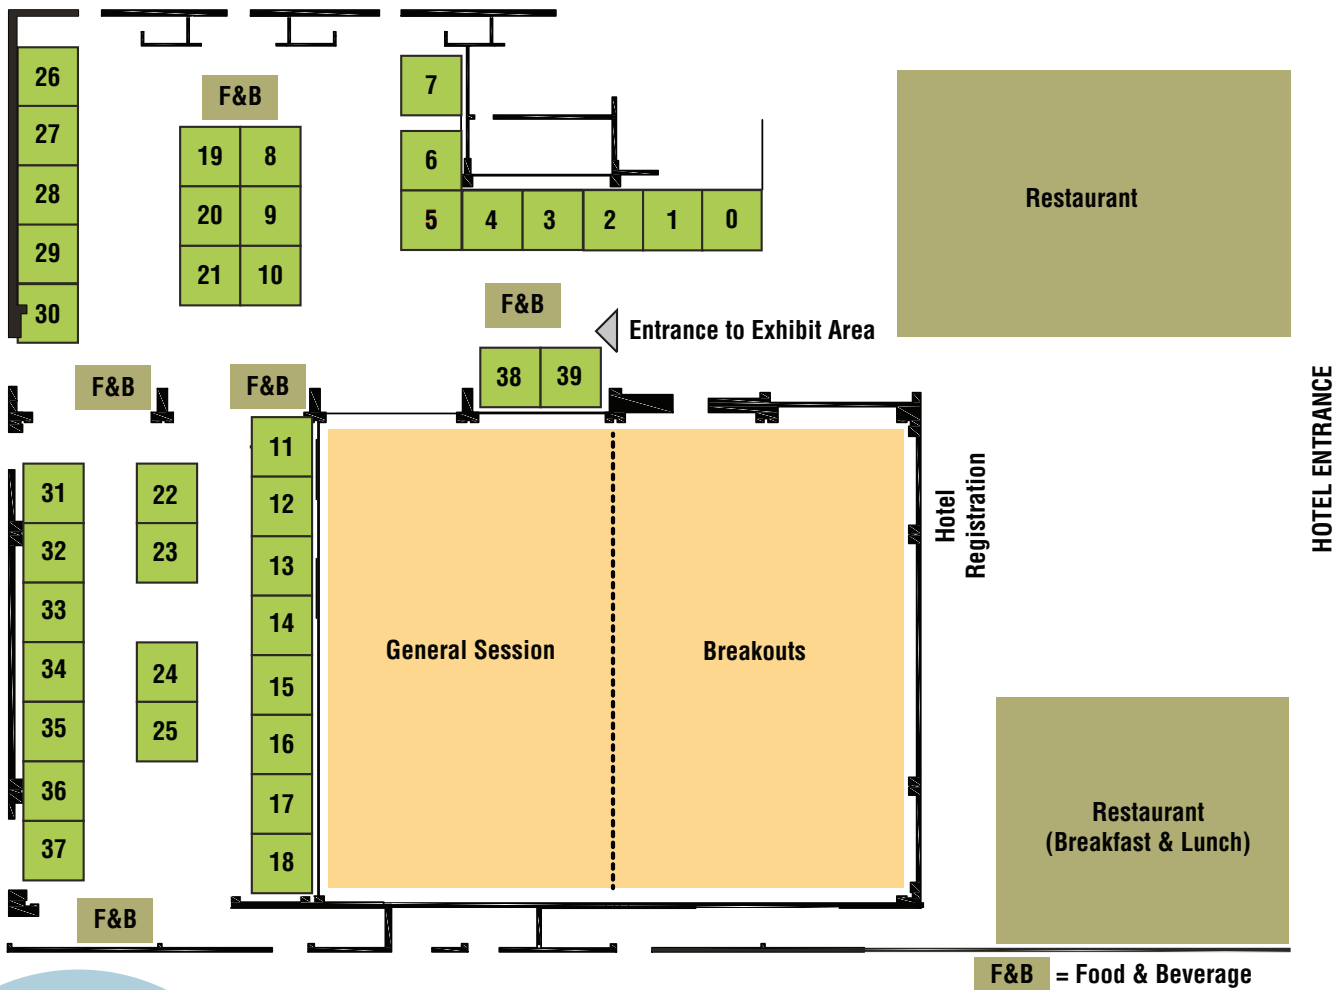 26
27
28
29
30
F&B
19
8
20
9
21
10
7
6
5
4
3
2
1
0
F&B
Entrance to Exhibit Area
38
39
Restaurant
HOTEL ENTRANCE
F&B
F&B
31
32
33
34
35
36
37
22
23
24
25
11
12
13
14
15
16
17
18
General Session
Breakouts
Hotel
Registration
Restaurant
(Breakfast & Lunch)
F&B
F&B = Food & Beverage